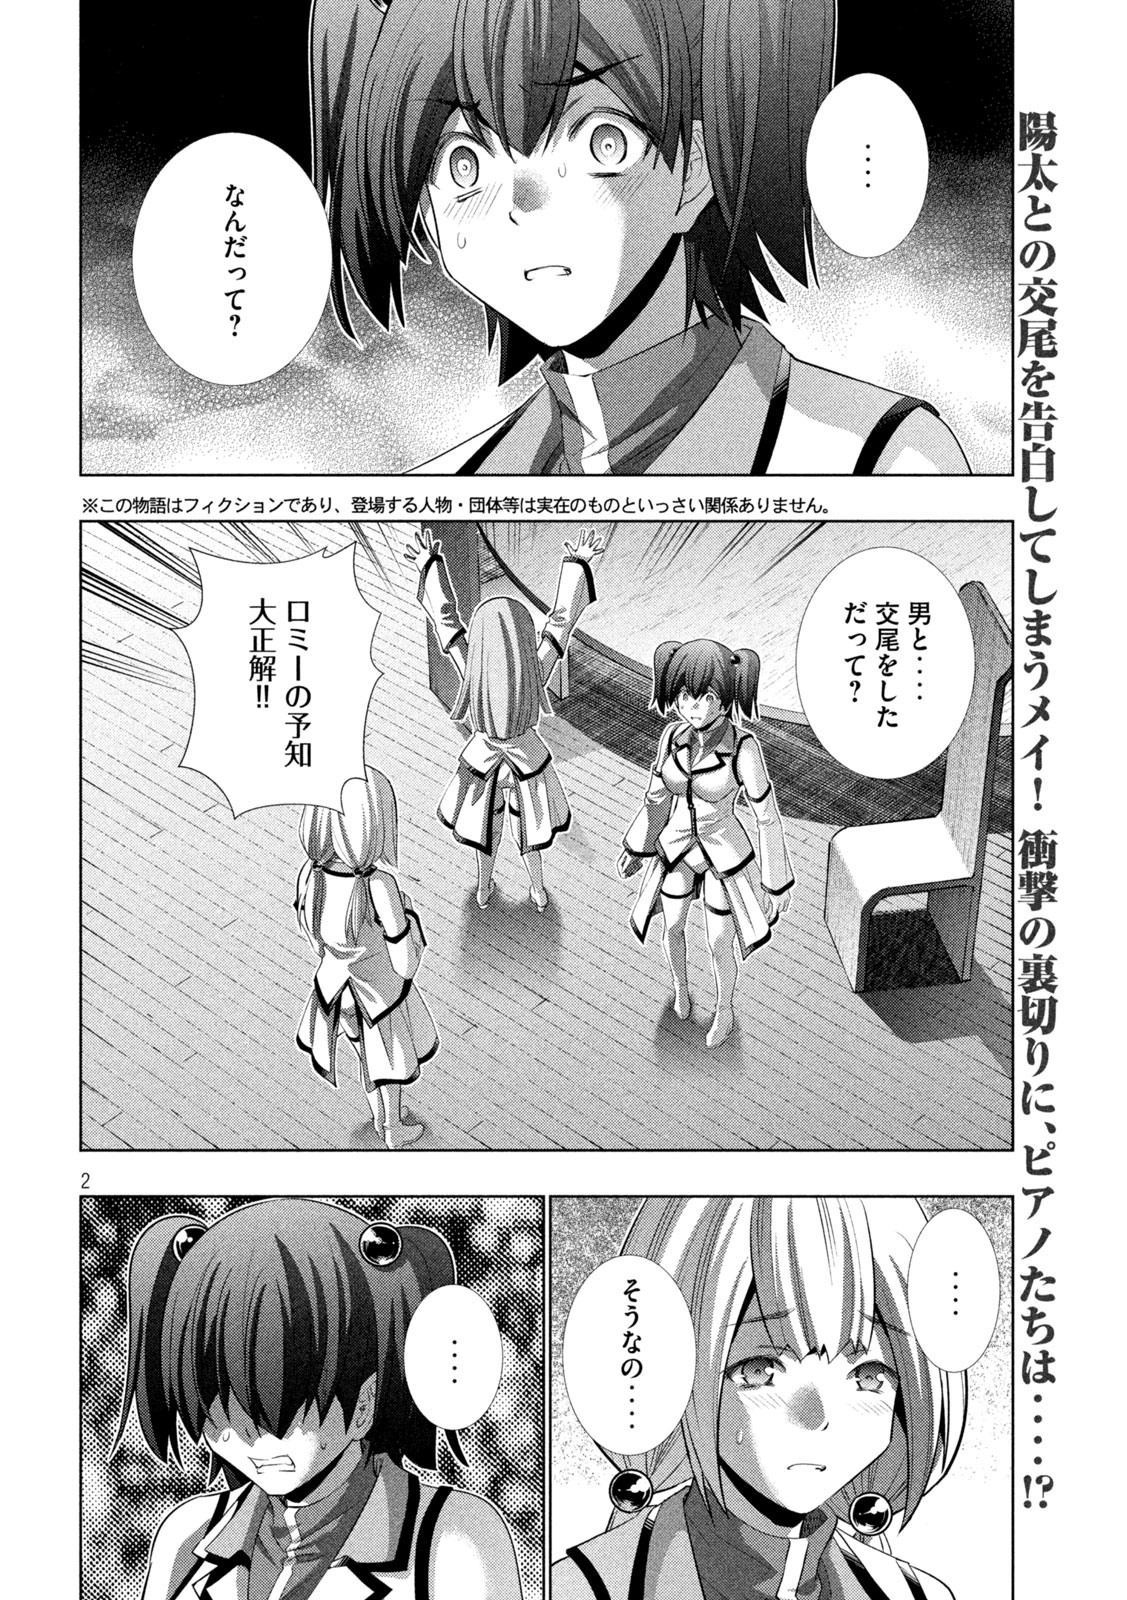 陽太との交尾を告白してしまうメイ！ 衝撃の裏切りに、ピアノたちは‥‥!?
‥‥
なんだって？
※この物語はフィクションであり、登場する人物・団体等は実在のものといっさい関係ありません。
男と‥‥
交尾をした
だって？
ロミーの予知
大正解!!
2
‥‥
そうなの‥‥
‥‥